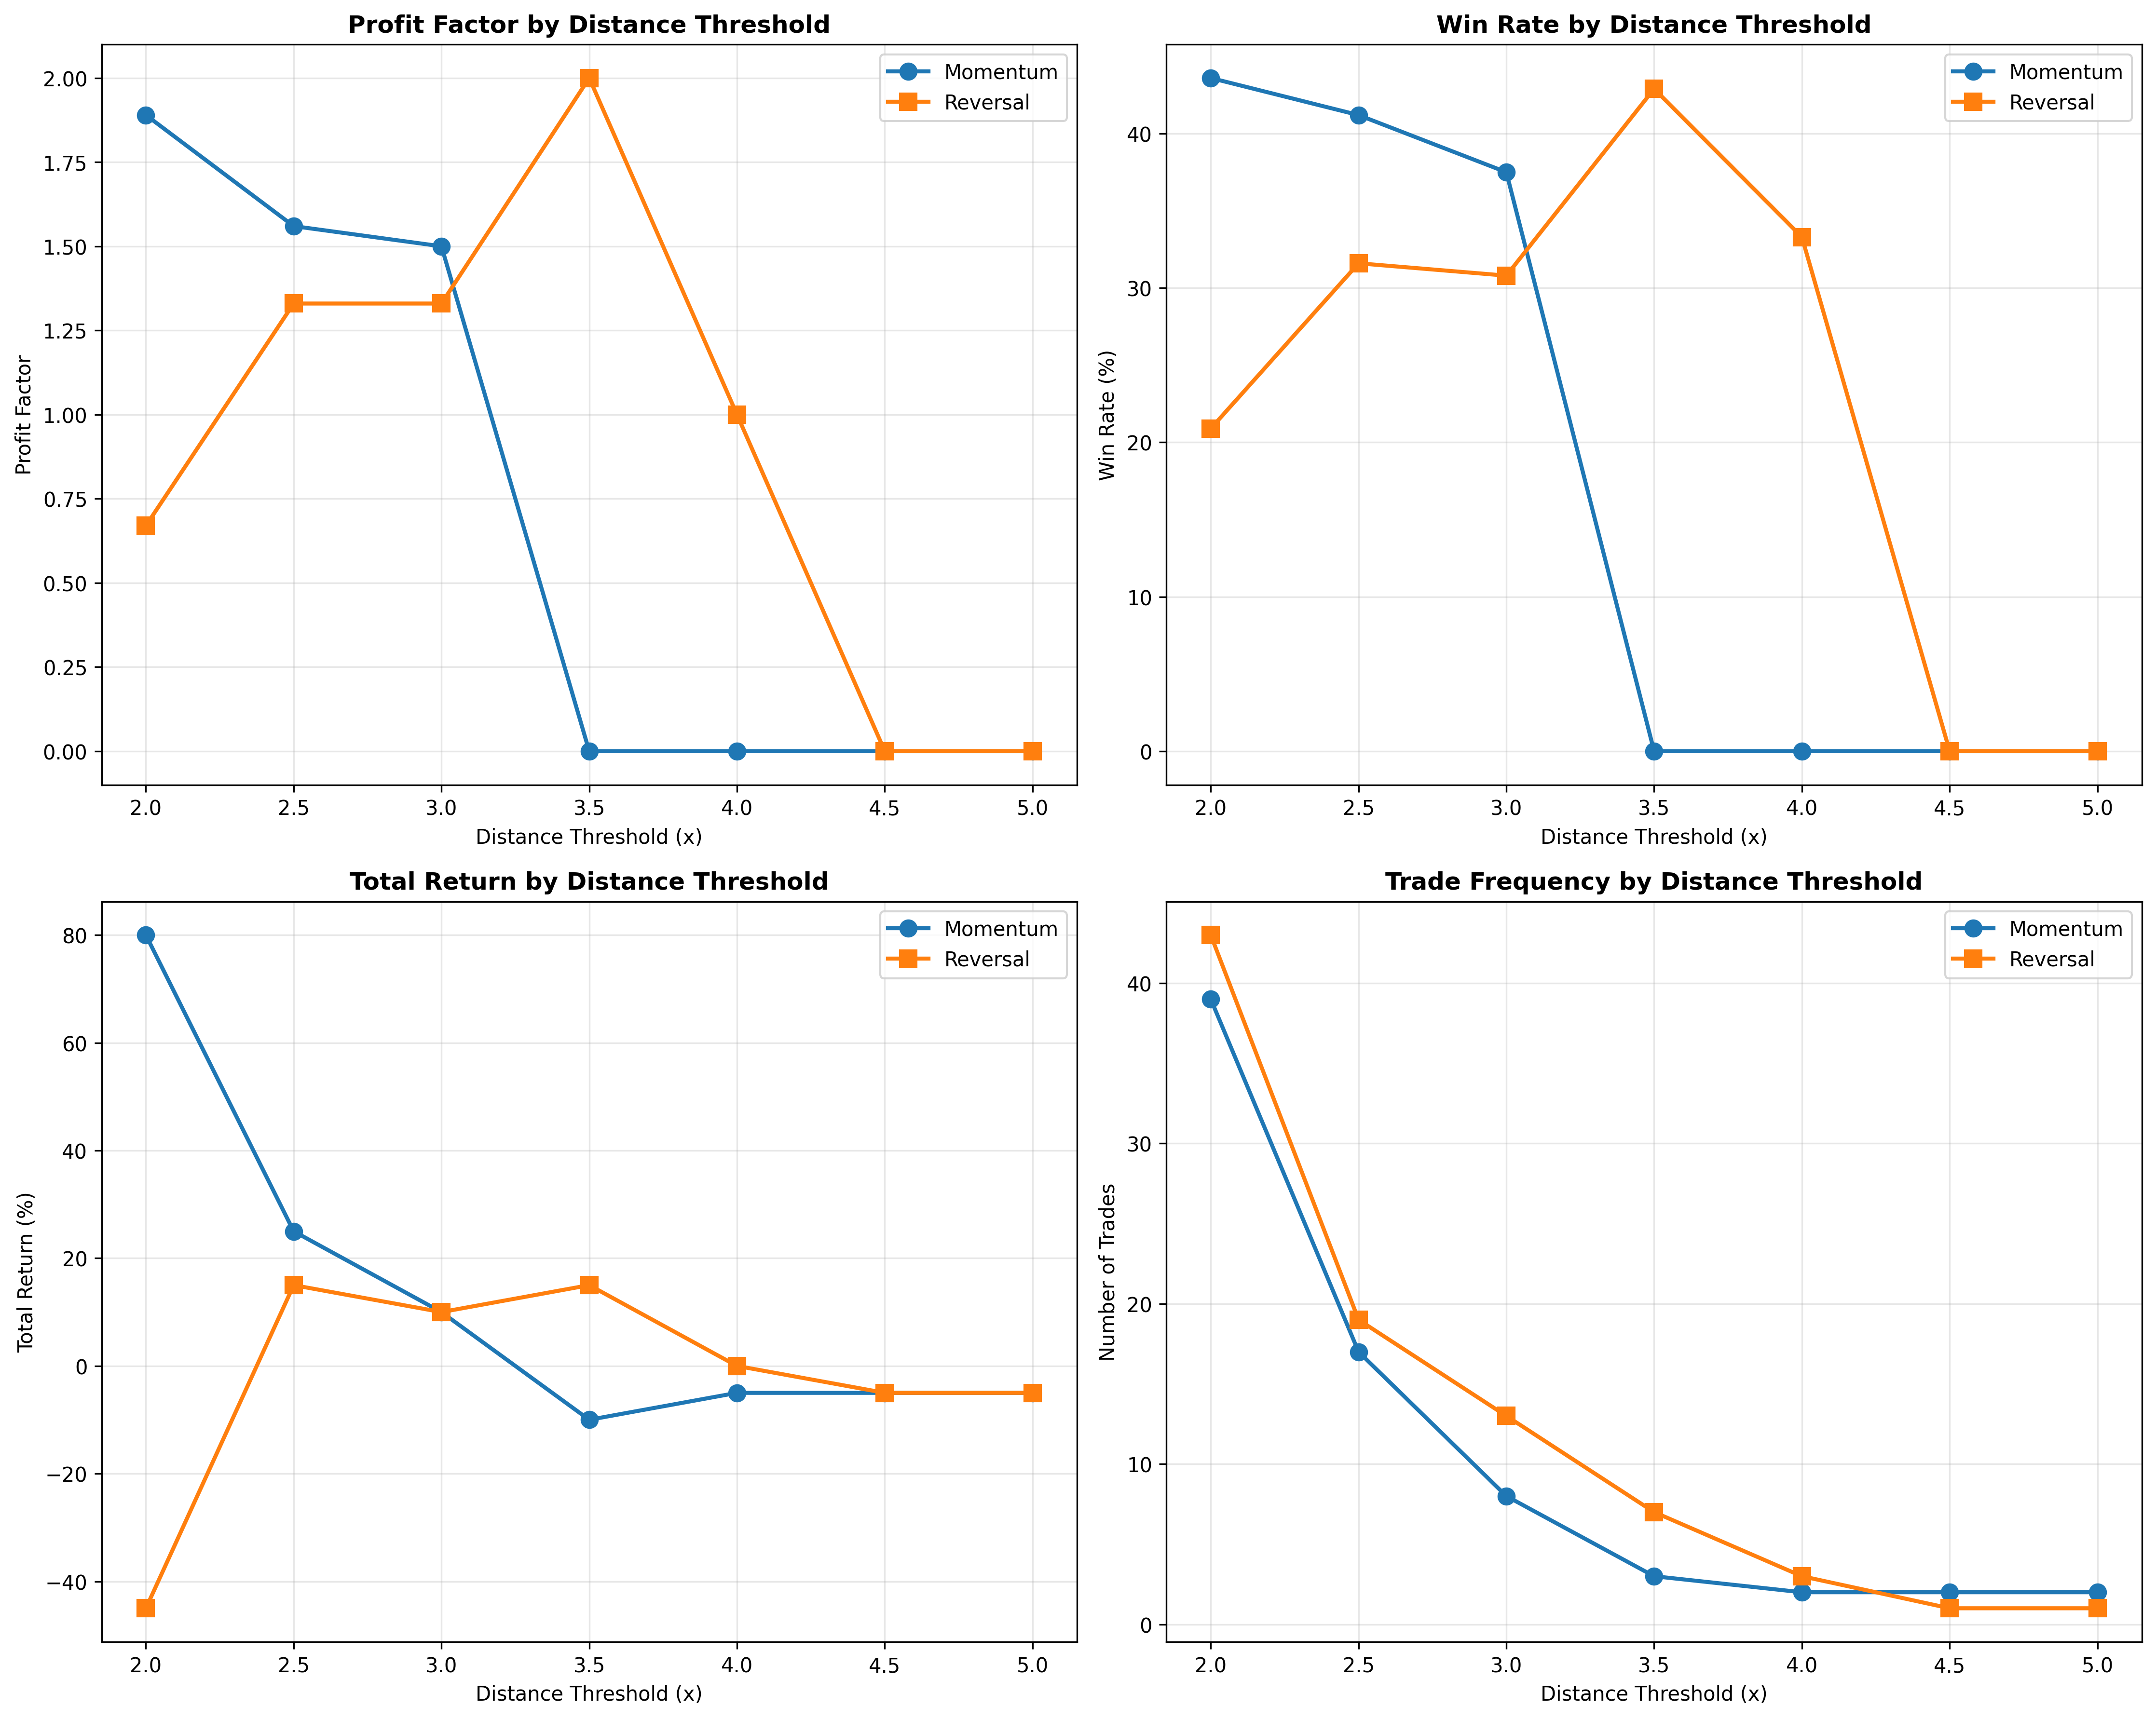 Profit Factor by Distance Threshold
Momentum
Reversal
2.00
1.75
1.50
1.25
1.00
0.75
0.50
0.25
0.00
Profit Factor
2.0 2.5 3.0 3.5 4.0 4.5 5.0
Distance Threshold (x)
Win Rate by Distance Threshold
Momentum
Reversal
40
30
20
10
0
Win Rate (%)
2.0 2.5 3.0 3.5 4.0 4.5 5.0
Distance Threshold (x)
Total Return by Distance Threshold
Momentum
Reversal
80
60
40
20
0
−20
−40
Total Return (%)
2.0 2.5 3.0 3.5 4.0 4.5 5.0
Distance Threshold (x)
Trade Frequency by Distance Threshold
Momentum
Reversal
40
30
20
10
0
Number of Trades
2.0 2.5 3.0 3.5 4.0 4.5 5.0
Distance Threshold (x)